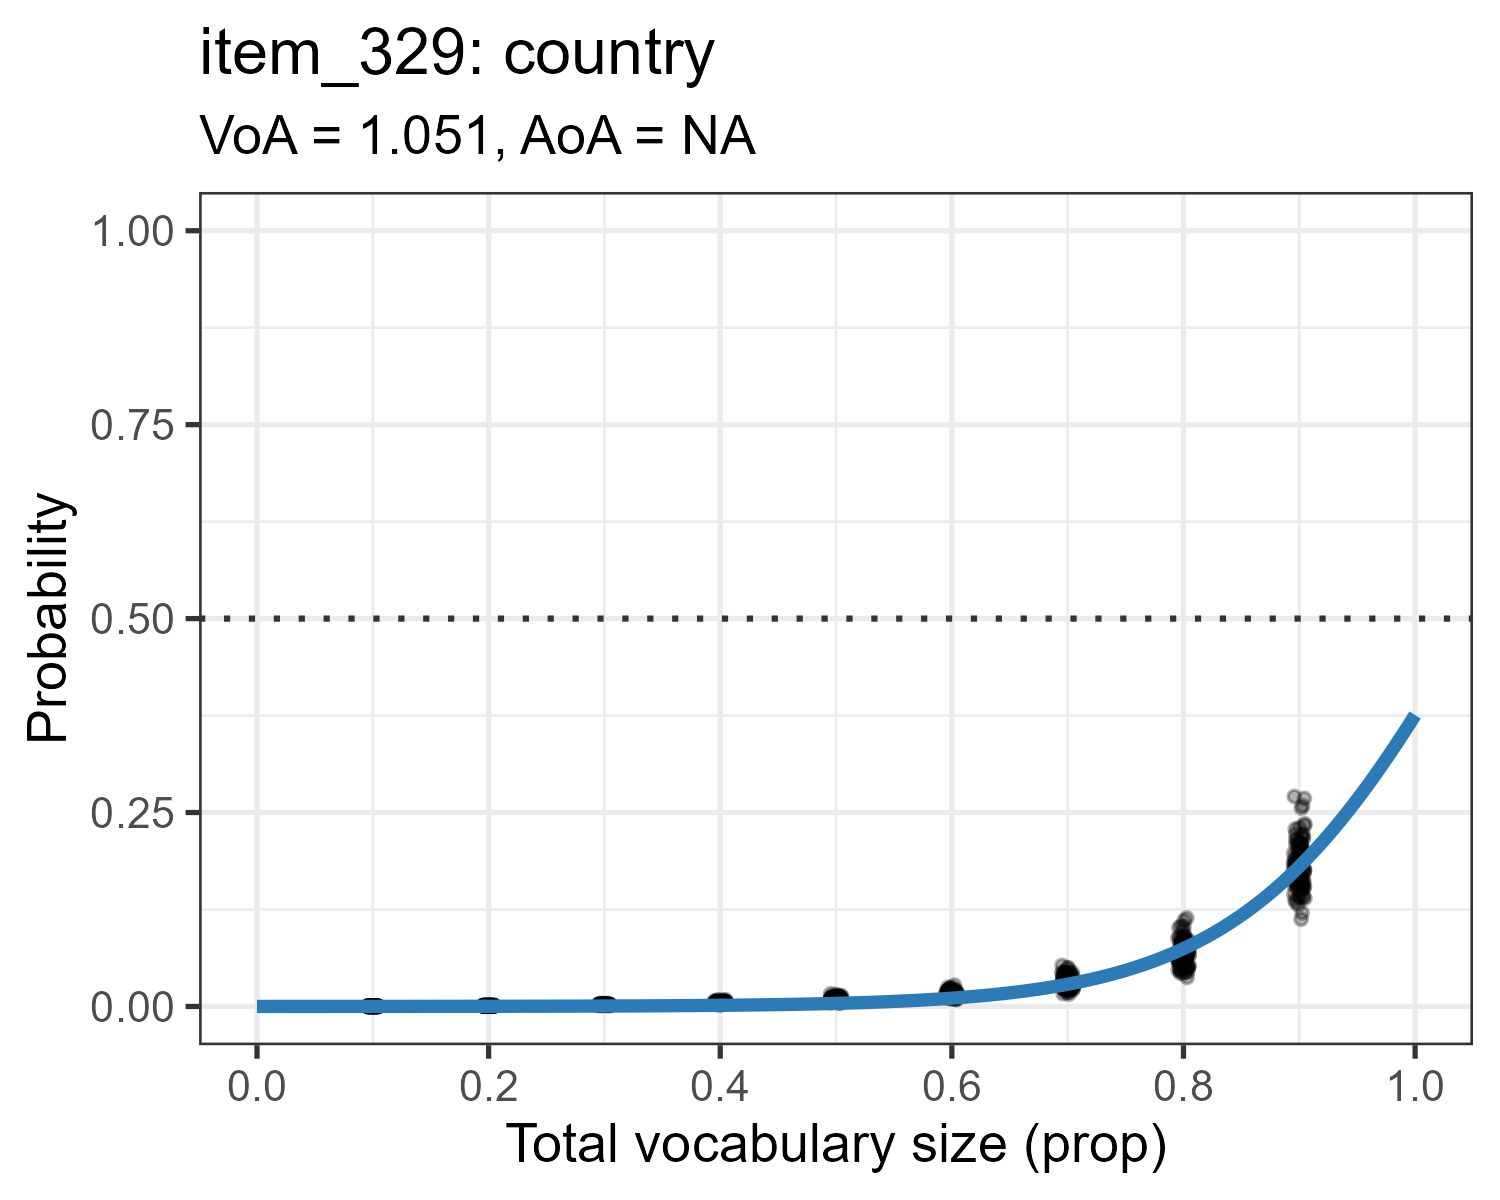 item_329: country
VoA = 1.051, AoA = NA
1.00
0.75
0.50
0.25
0.00
Probability
0.0 0.2 0.4 0.6 0.8 1.0
Total vocabulary size (prop)